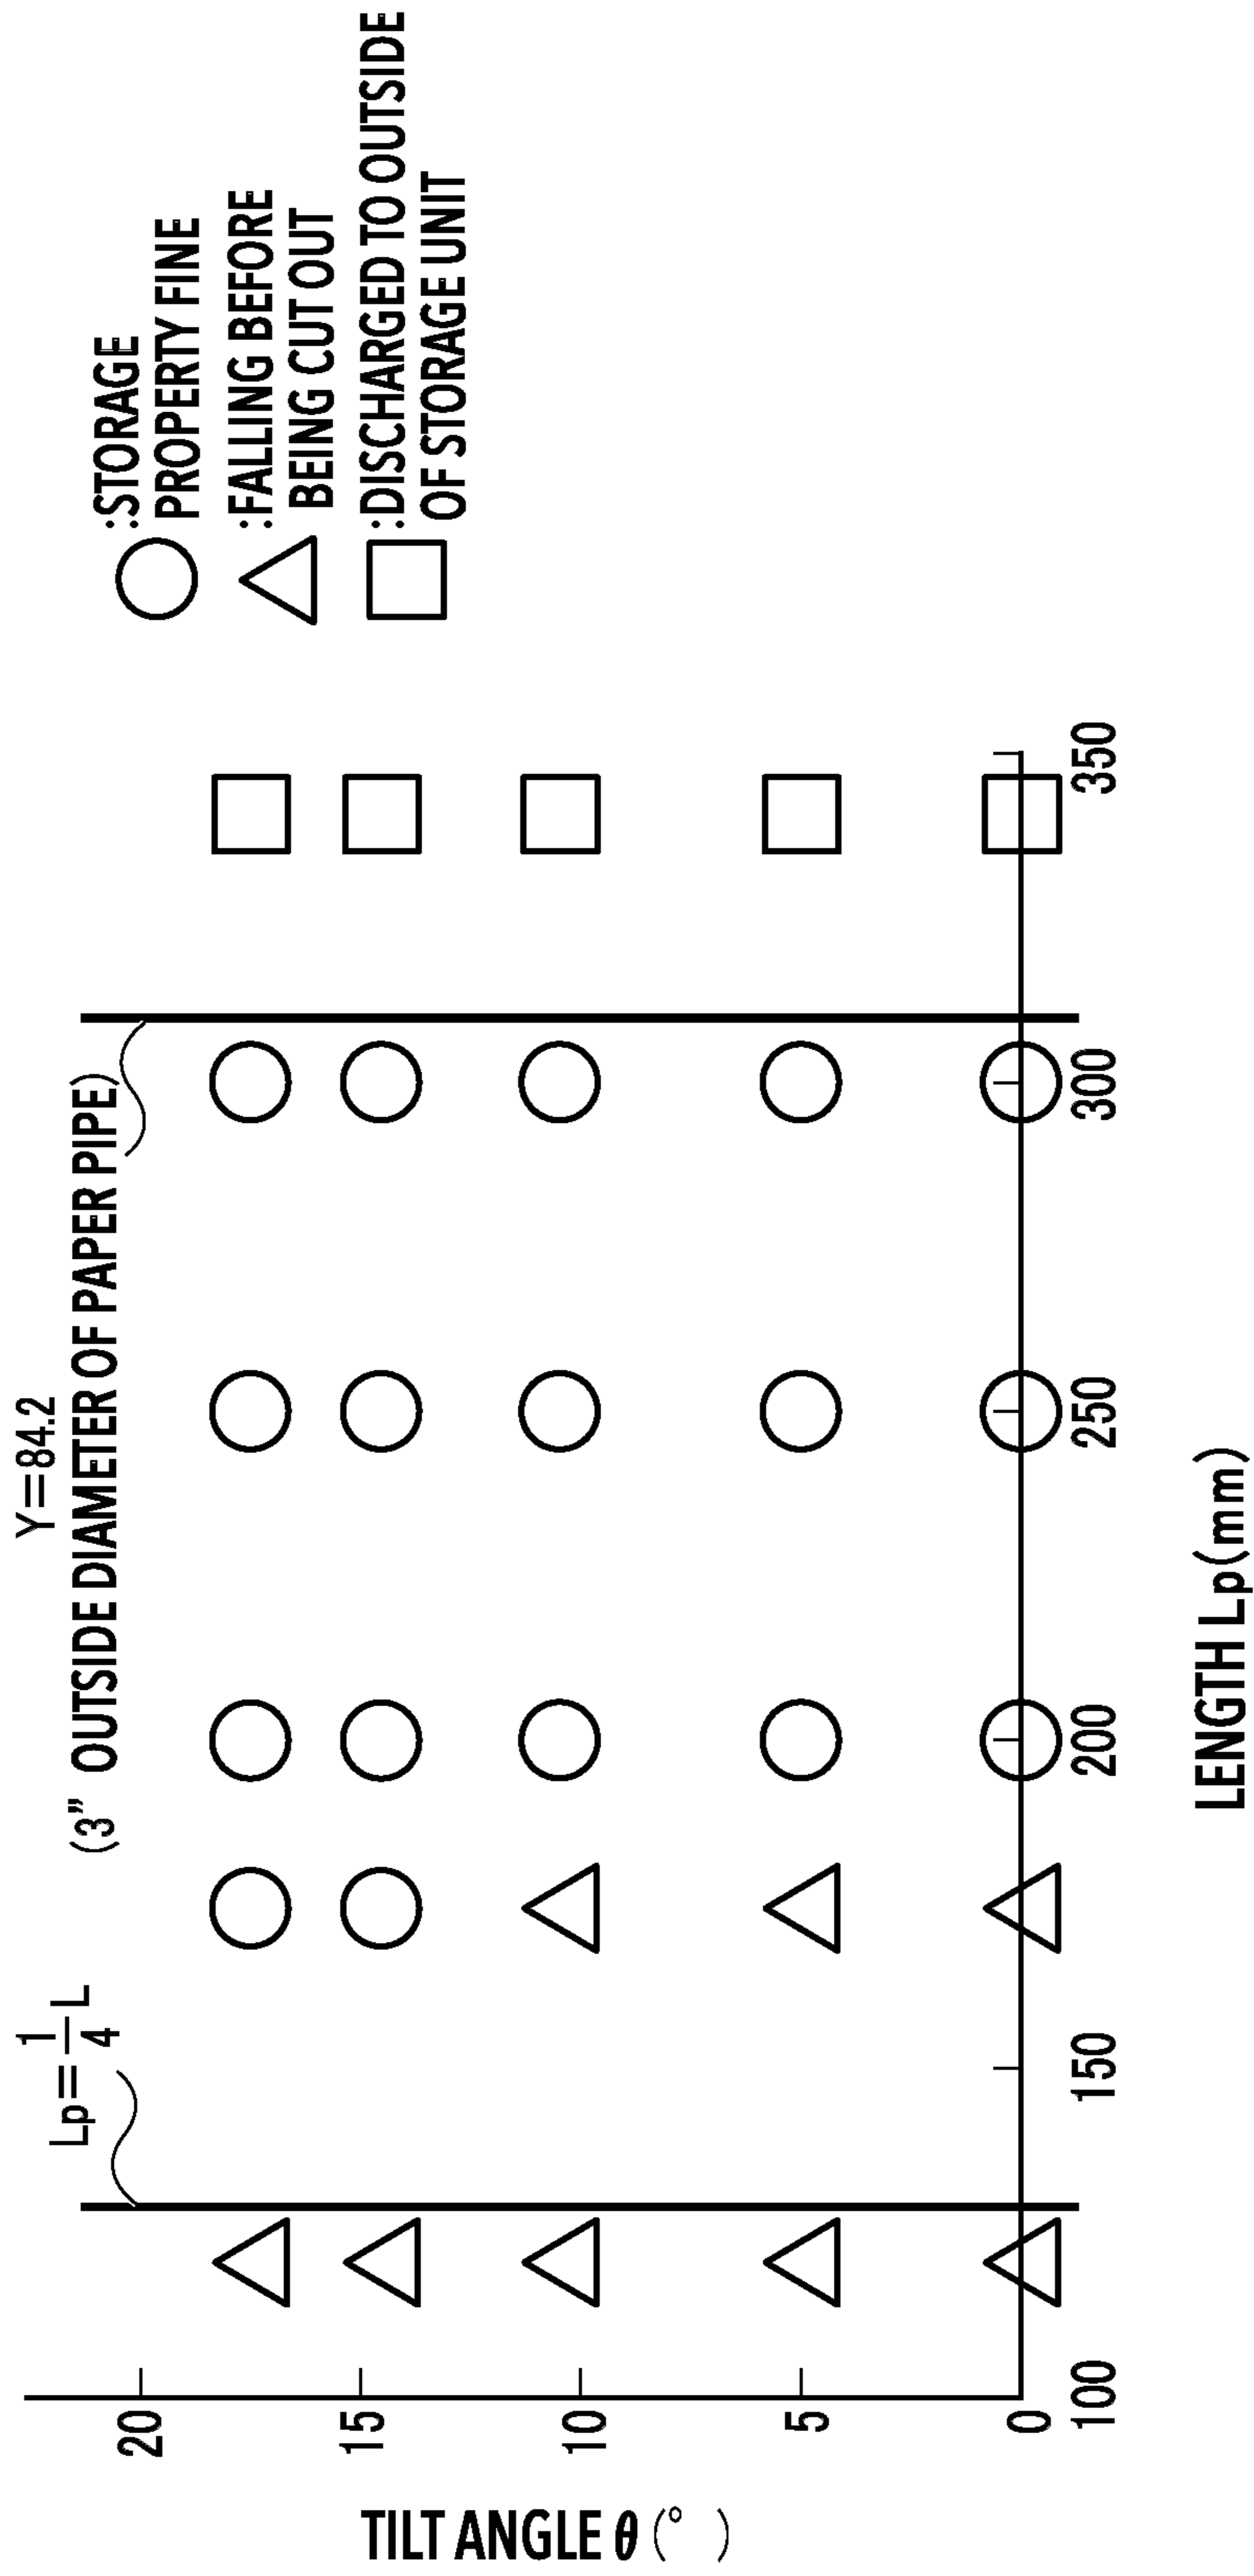 Y=84.2
(3" OUTSIDE DIAMETER OF PAPER PIPE)
Lp=1/4 L
:STORAGE
PROPERTY FINE
:FALLING BEFORE
BEING CUT OUT
:DISCHARGED TO OUTSIDE
OF STORAGE UNIT
TILT ANGLE θ (° )
20
15
10
5
0
100
150
200
250
300
350
LENGTH Lp(mm)